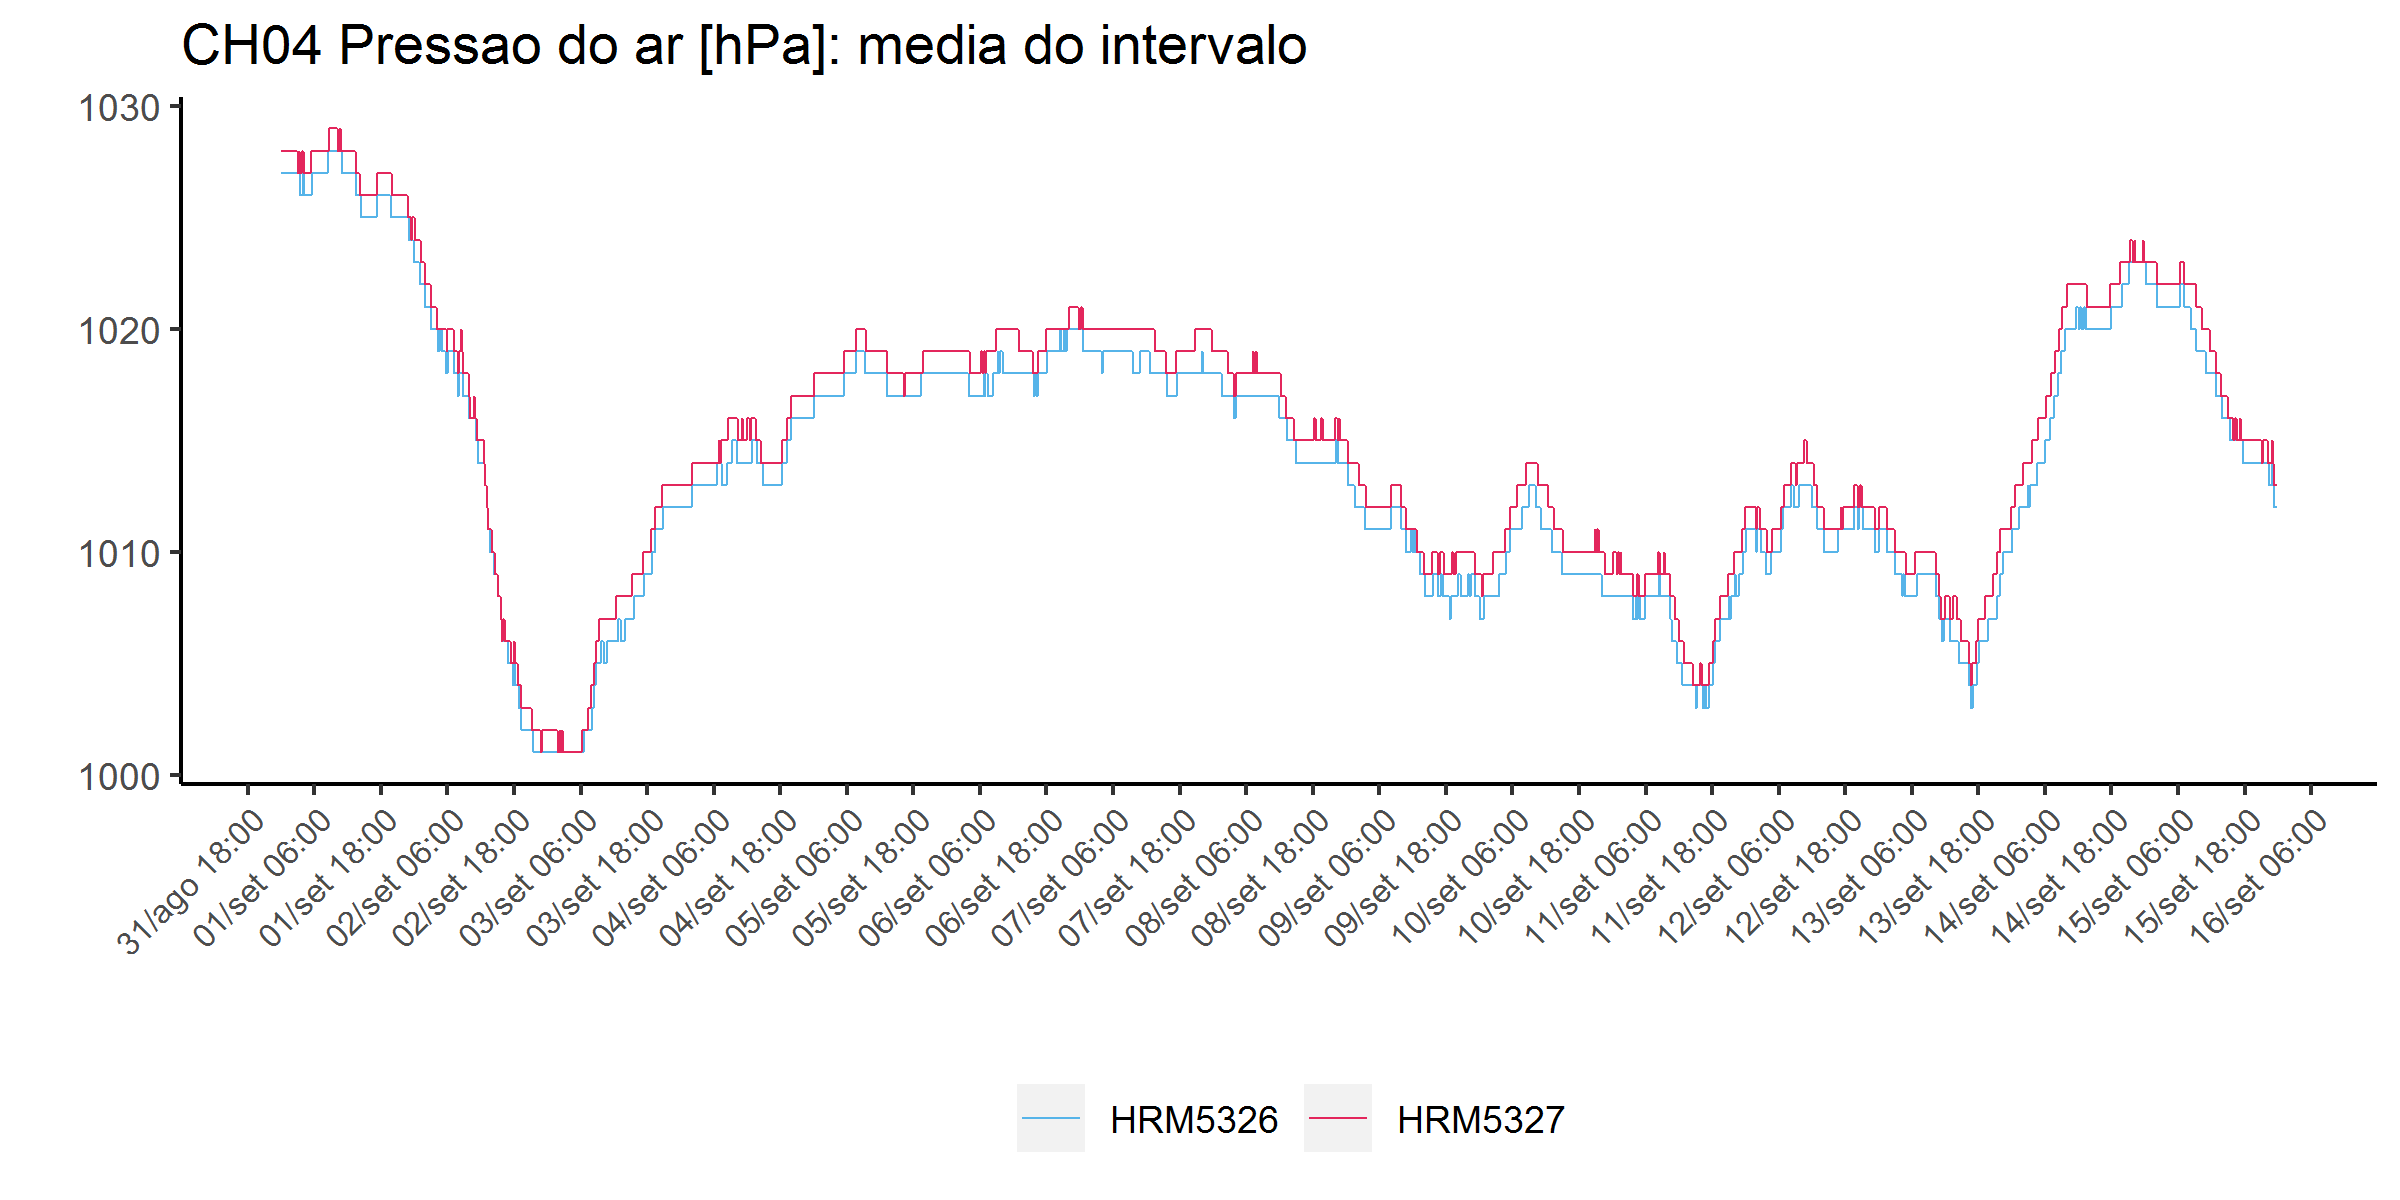 CH04 Pressao do ar [hPa]: media do intervalo
1030
1020
1010
1000
31/ago 18:00
01/set 06:00
01/set 18:00
02/set 06:00
02/set 18:00
03/set 06:00
03/set 18:00
04/set 06:00
04/set 18:00
05/set 06:00
05/set 18:00
06/set 06:00
06/set 18:00
07/set 06:00
07/set 18:00
08/set 06:00
08/set 18:00
09/set 06:00
09/set 18:00
10/set 06:00
10/set 18:00
11/set 06:00
11/set 18:00
12/set 06:00
12/set 18:00
13/set 06:00
13/set 18:00
14/set 06:00
14/set 18:00
15/set 06:00
15/set 18:00
16/set 06:00
HRM5326
HRM5327